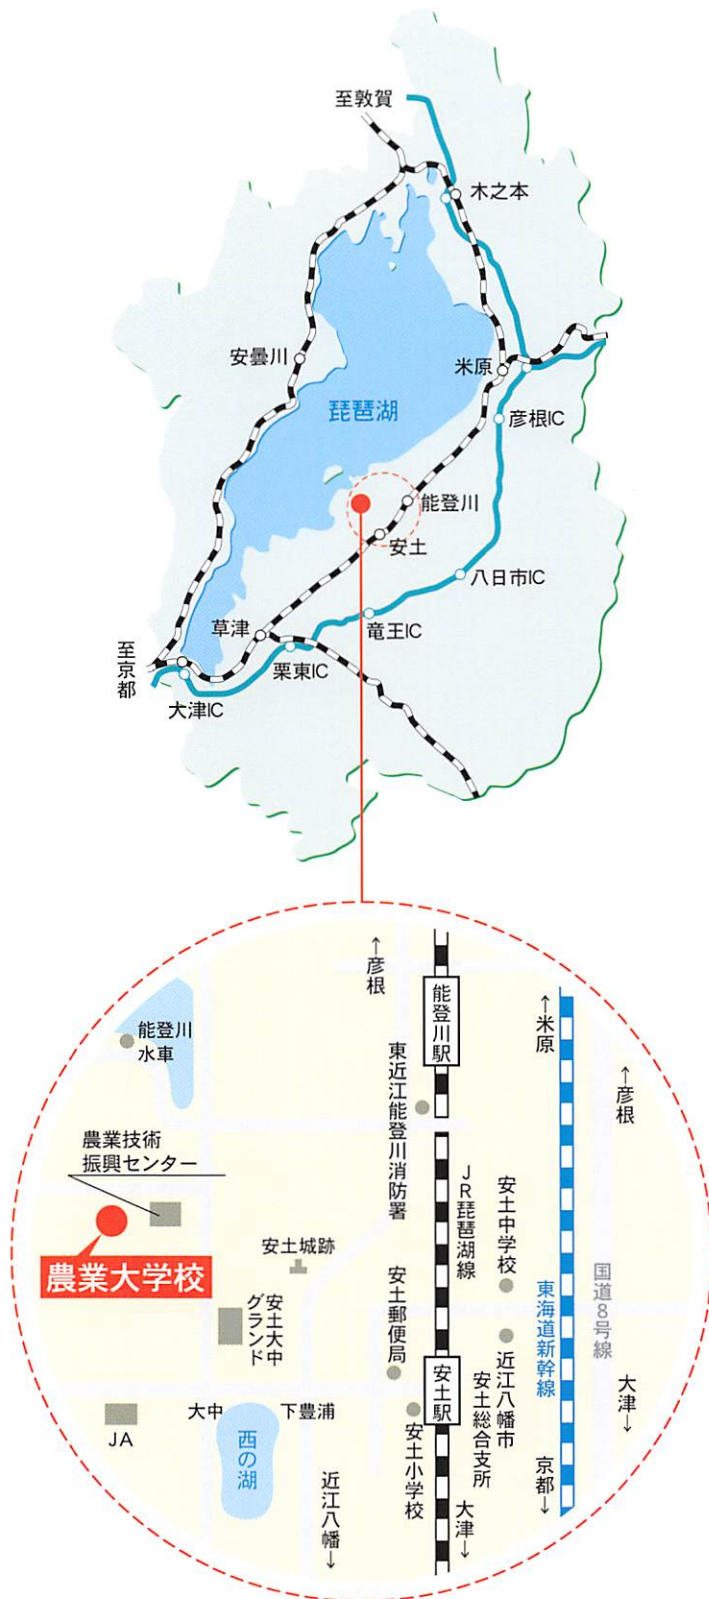 至敦賀
木之本
安曇川
米原
琵琶湖
彦根IC
能登川
安土
八日市IC
竜王IC
草津
栗東IC
至京都
大津IC
↑彦根
能登川駅
↑米原
能登川
水車
東近江能登川消防署
↑彦根
農業技術
振興センター
JR琵琶湖線
安土中学校
安土城跡
農業大学校
東海道新幹線
国道8号線
安土大中
グランド
安土郵便局
安土駅
近江八幡市
安土総合支所
大津↓
JA
大中
下豊浦
西の湖
安土小学校
近江八幡↓
大津↓
京都↓